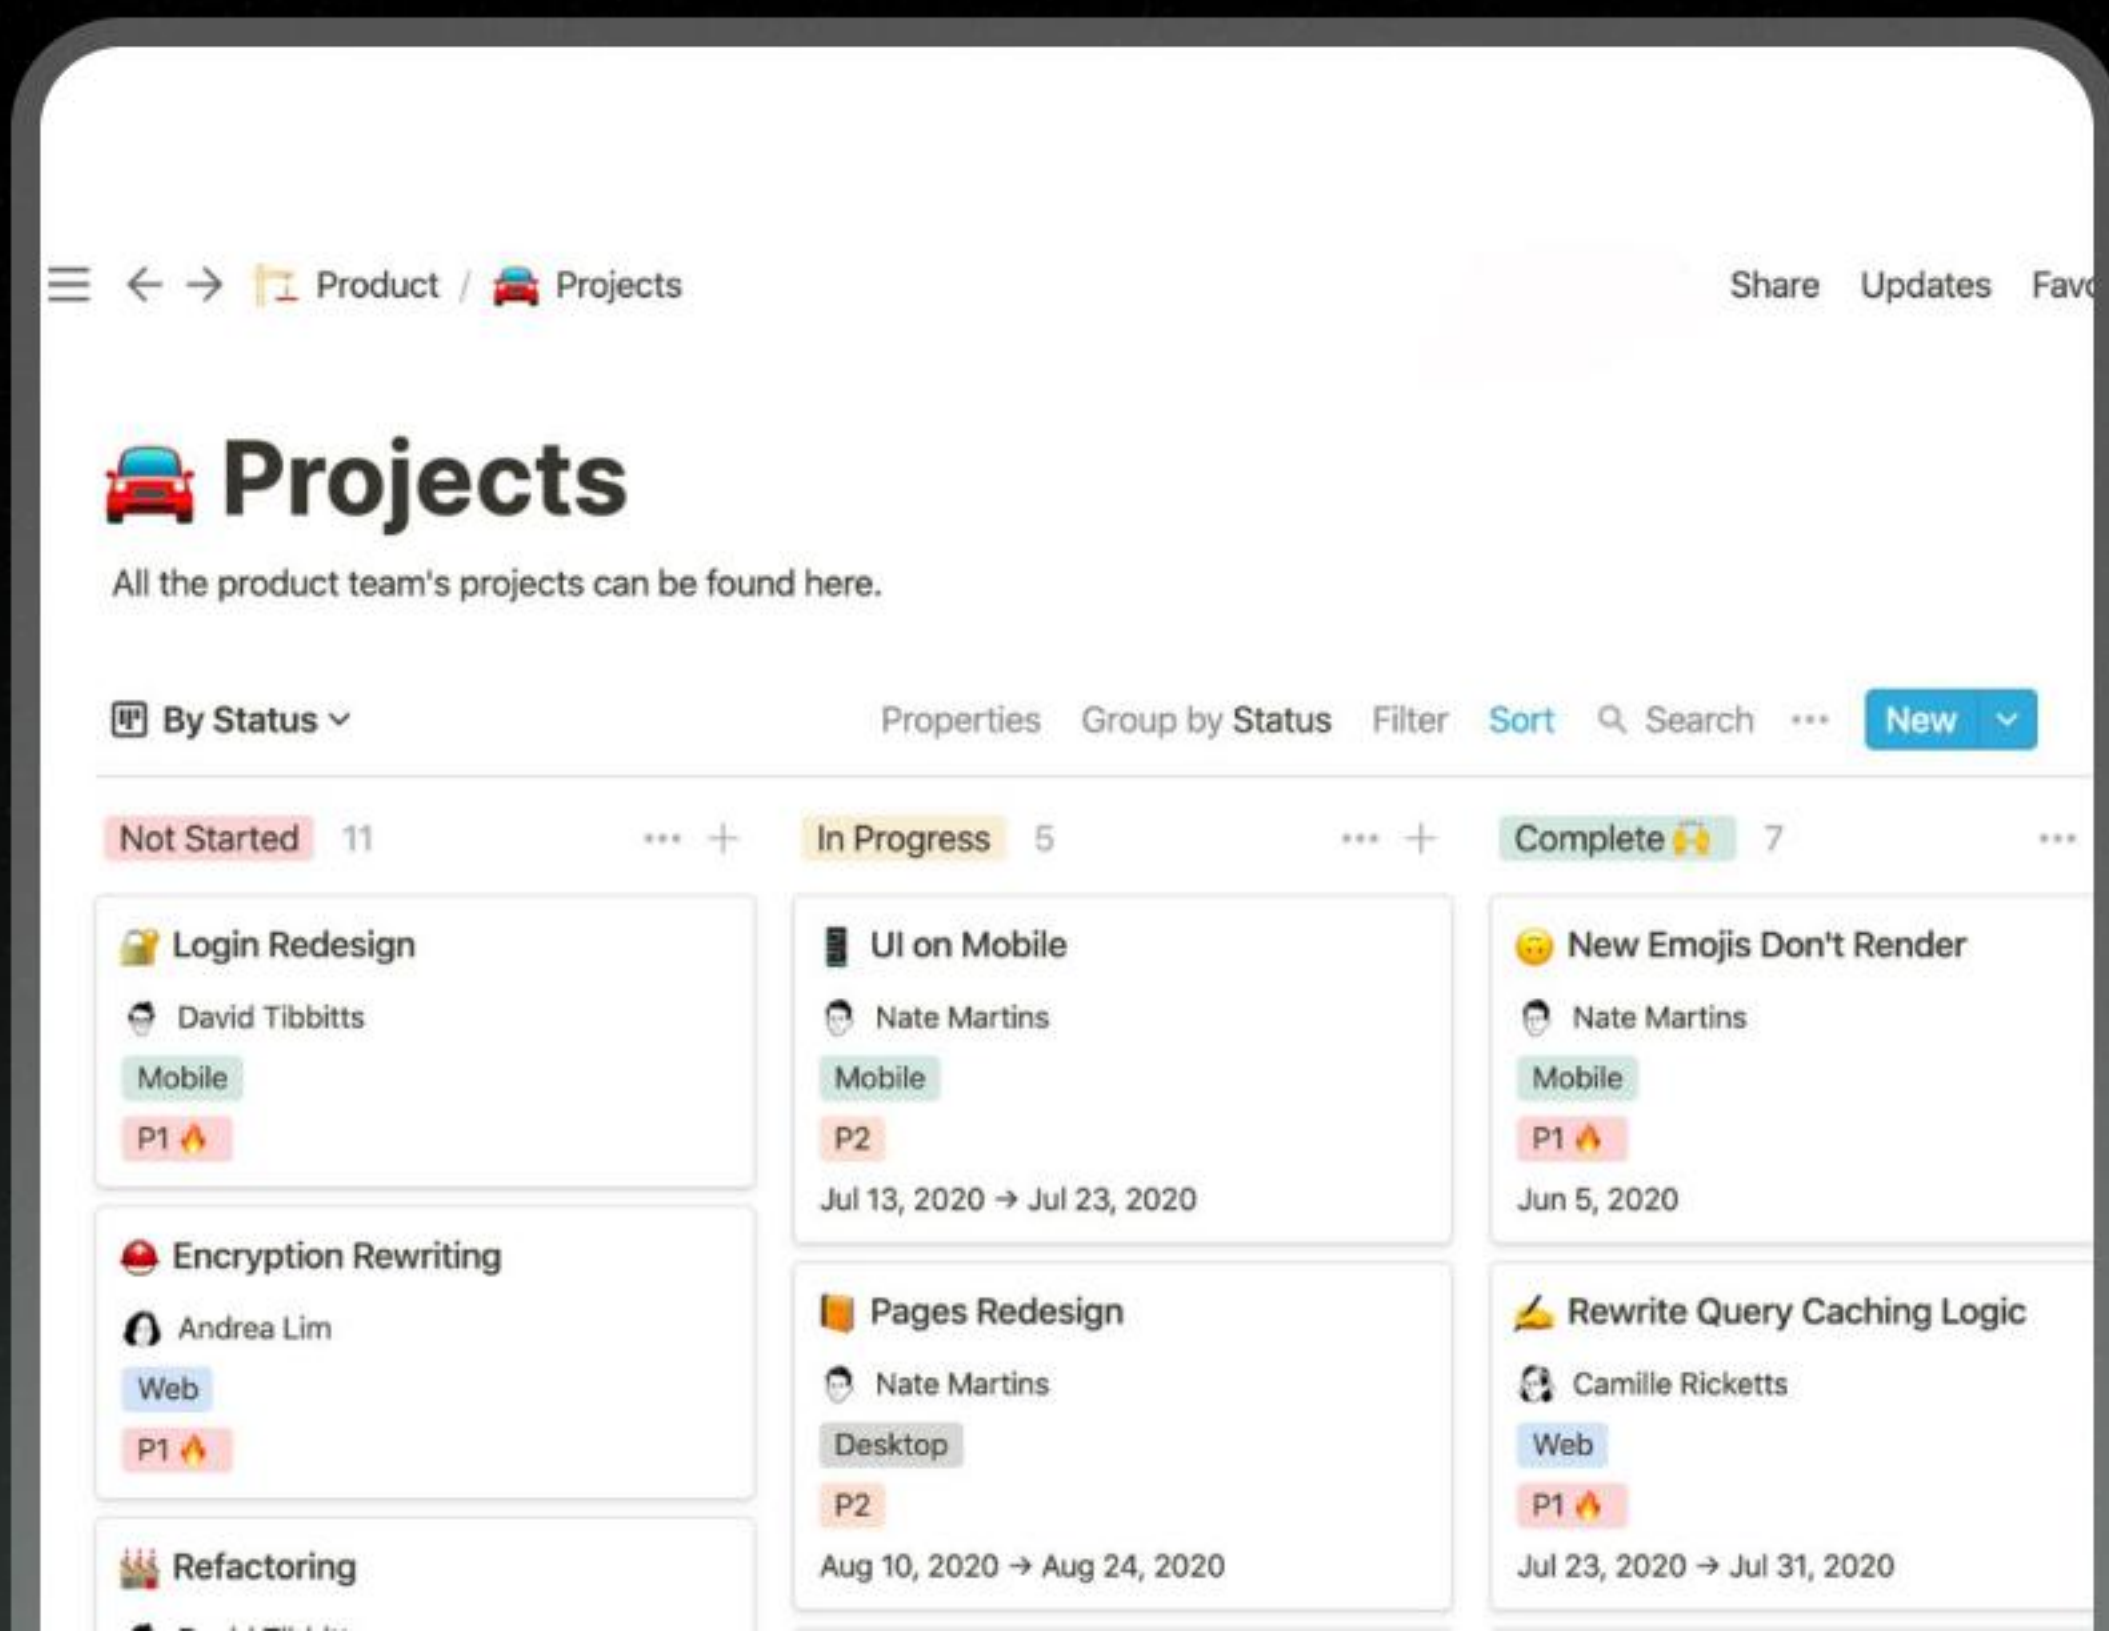 Product / Projects
Share Updates Favo
Projects
All the product team's projects can be found here.
By Status
Properties Group by Status Filter Sort Search ... New
Not Started 11
Login Redesign
David Tibbitts
Mobile
P1 🔥
Encryption Rewriting
Andrea Lim
Web
P1 🔥
Refactoring
In Progress 5
UI on Mobile
Nate Martins
Mobile
P2
Jul 13, 2020 → Jul 23, 2020
Pages Redesign
Nate Martins
Desktop
P2
Aug 10, 2020 → Aug 24, 2020
Complete 🙌 7
New Emojis Don't Render
Nate Martins
Mobile
P1 🔥
Jun 5, 2020
Rewrite Query Caching Logic
Camille Ricketts
Web
P1 🔥
Jul 23, 2020 → Jul 31, 2020